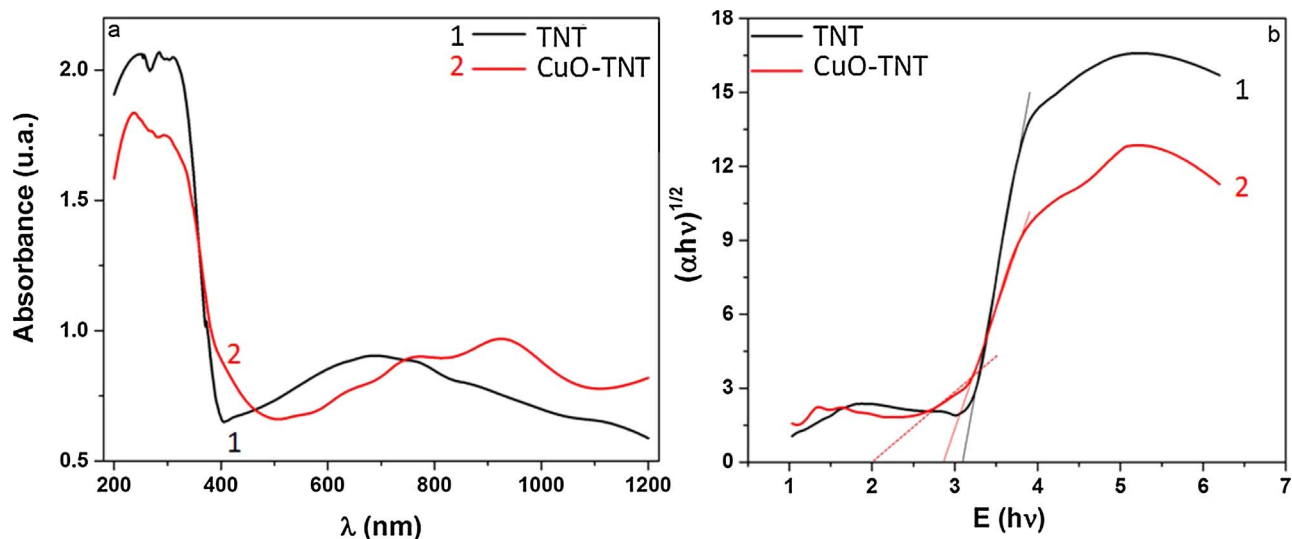 a
1 TNT
2 CuO-TNT
2.0
1.5
1.0
0.5
2
1
200 400 600 800 1000 1200
λ (nm)
Absorbance (u.a.)
b
TNT
CuO-TNT
18
15
12
9
6
3
0
1
2
1 2 3 4 5 6 7
E (hν)
(αhν)1/2